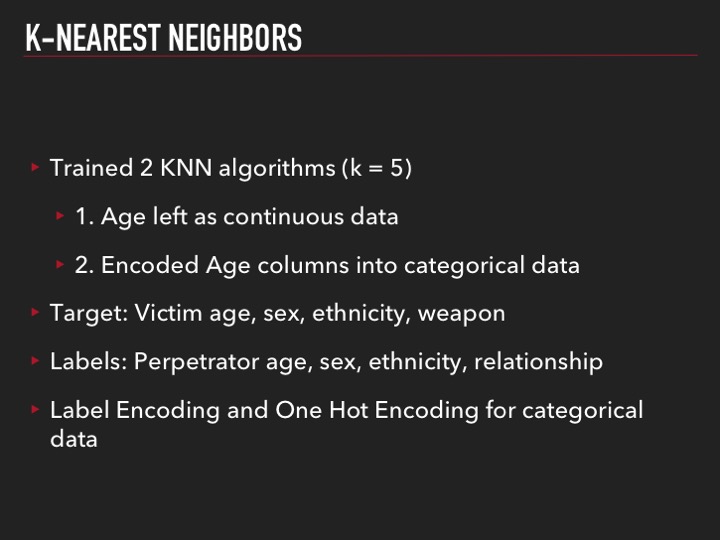 K-NEAREST NEIGHBORS
‣ Trained 2 KNN algorithms (k = 5)
‣ 1. Age left as continuous data
‣ 2. Encoded Age columns into categorical data
‣ Target: Victim age, sex, ethnicity, weapon
‣ Labels: Perpetrator age, sex, ethnicity, relationship
‣ Label Encoding and One Hot Encoding for categorical
data